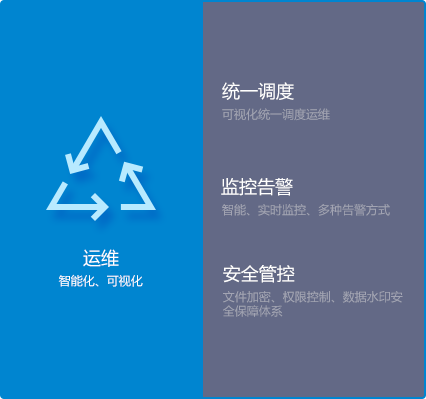 运维
智能化、可视化
统一调度
可视化统一调度运维
监控告警
智能、实时监控、多种告警方式
安全管控
文件加密、权限控制、数据水印安
全保障体系